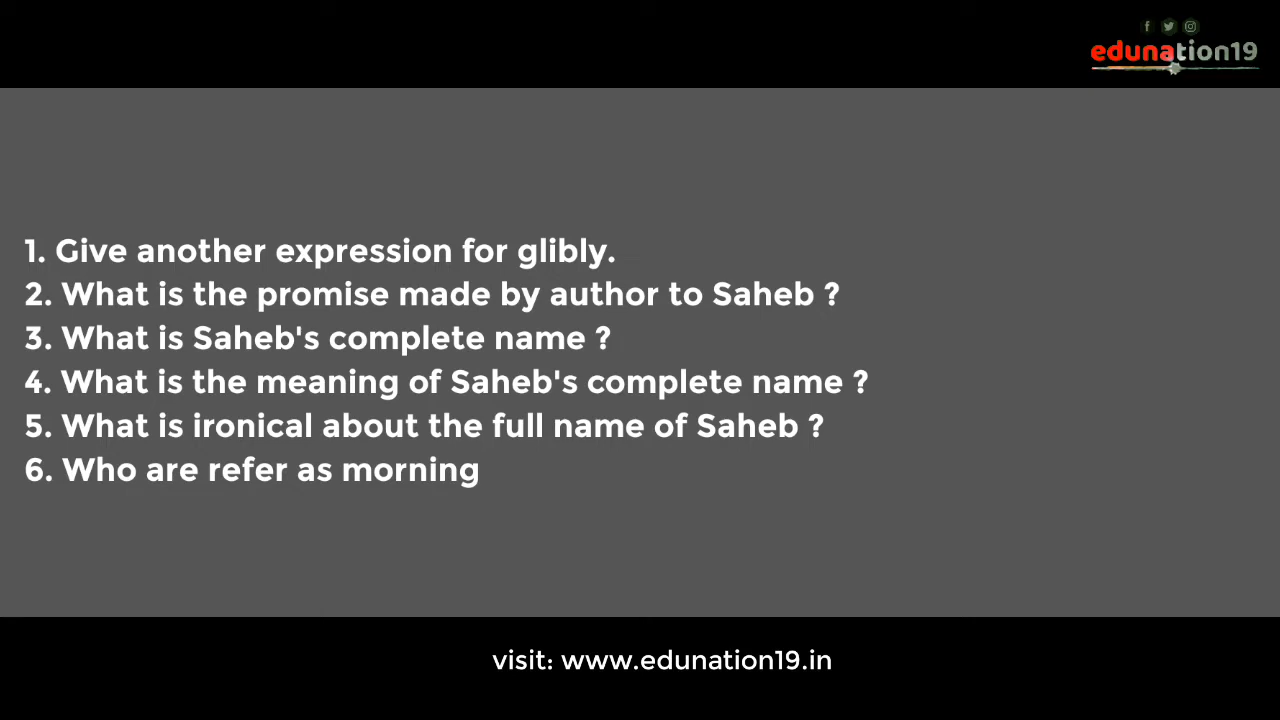 edunation19
1. Give another expression for glibly.
2. What is the promise made by author to Saheb ?
3. What is Saheb's complete name ?
4. What is the meaning of Saheb's complete name ?
5. What is ironical about the full name of Saheb ?
6. Who are refer as morning
visit: www.edunation19.in